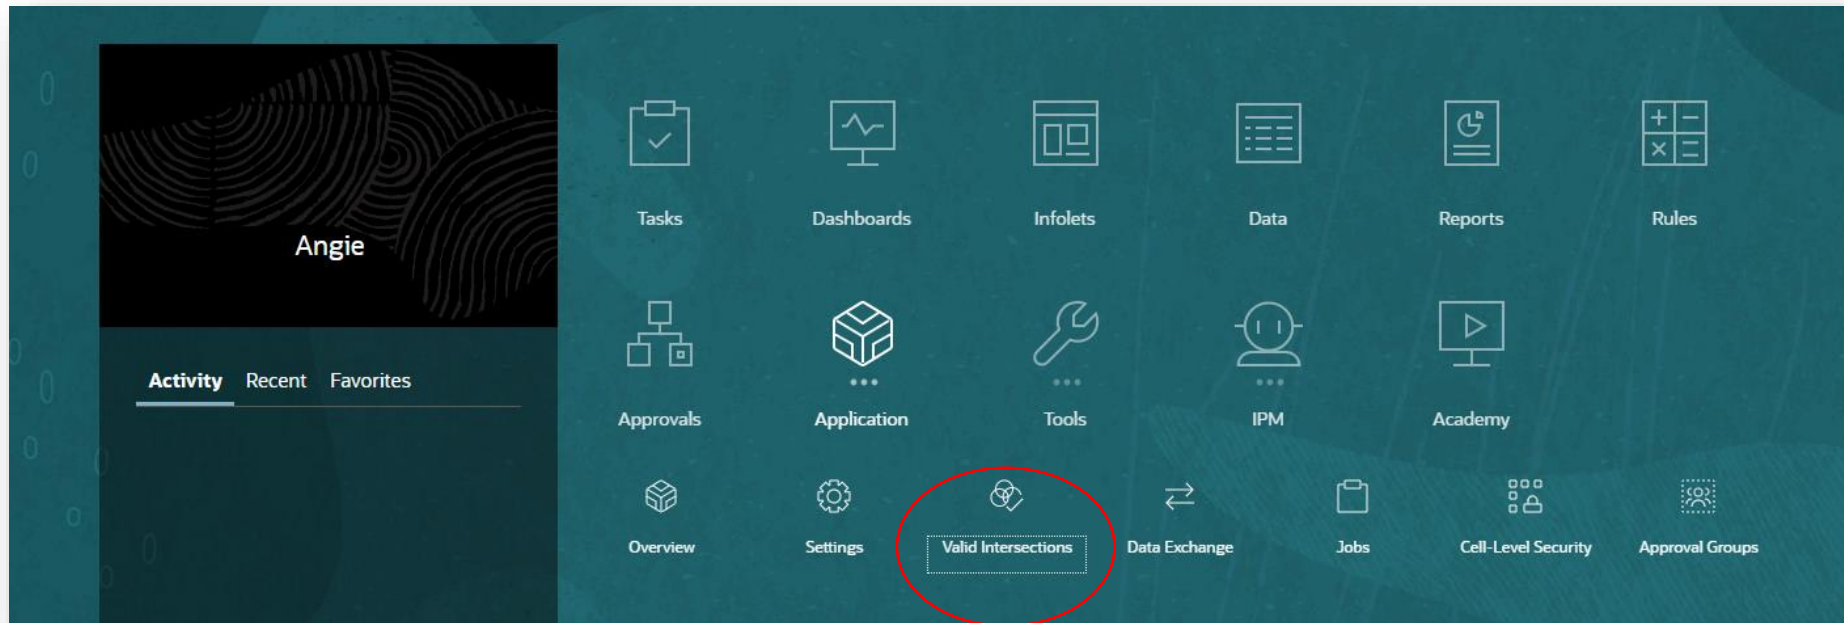 Angie
Activity Recent Favorites
Tasks Dashboards Infolets Data Reports Rules
Approvals Application Tools IPM Academy
Overview Settings Valid Intersections Data Exchange Jobs Cell-Level Security Approval Groups